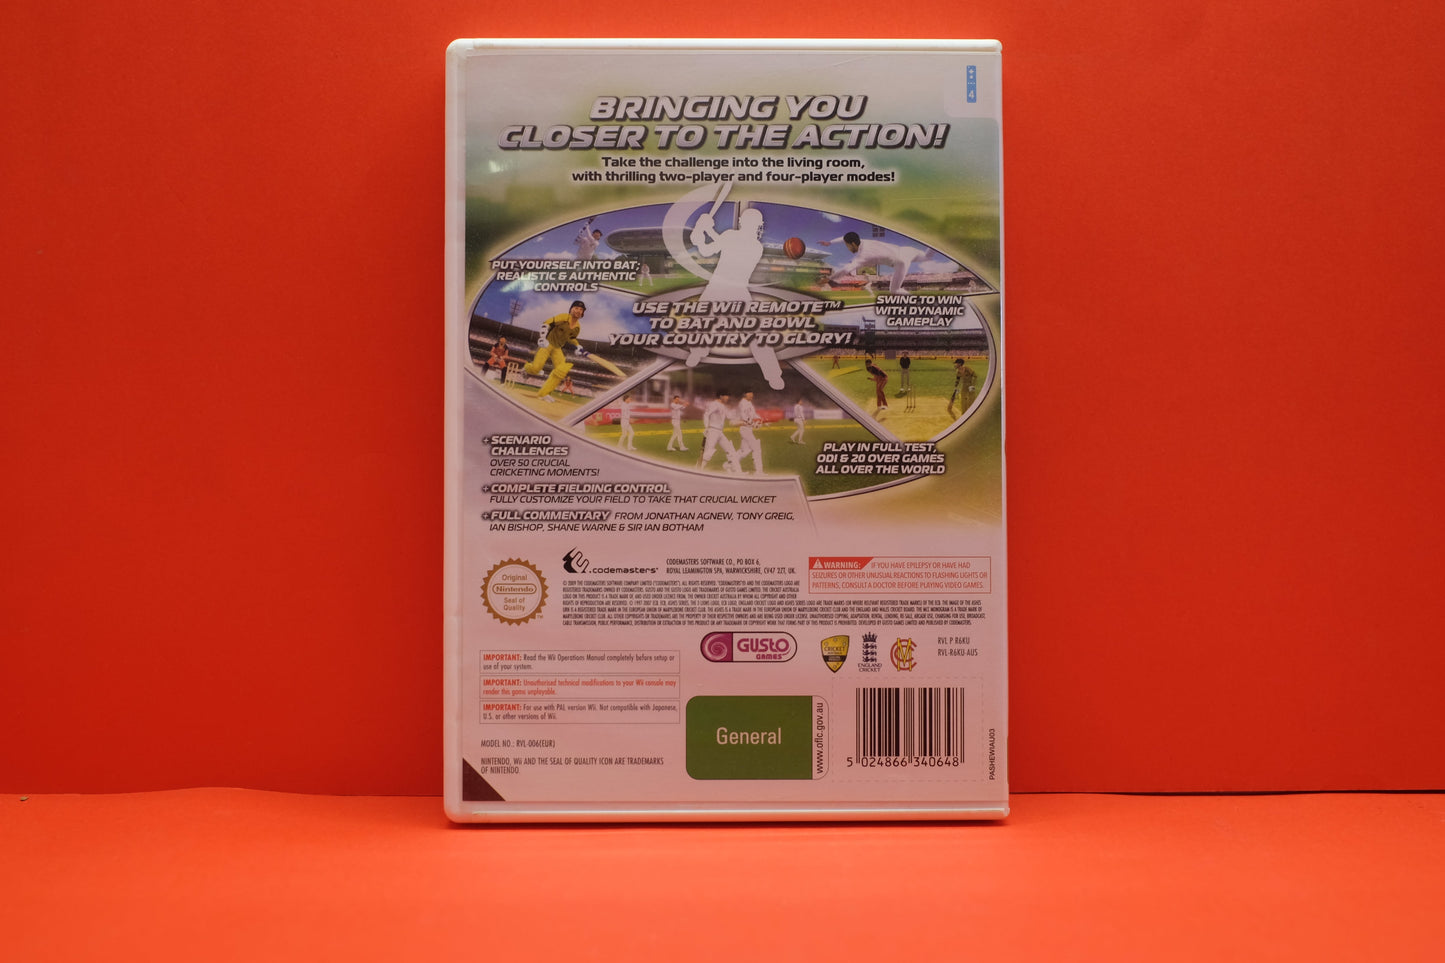 4
BRINGING YOU
CLOSER TO THE ACTION!
Take the challenge into the living room,
with thrilling two-player and four-player modes!
PUT YOURSELF INTO BAT;
REALISTIC & AUTHENTIC
CONTROLS
USE THE Wii REMOTE™
TO BAT AND BOWL
YOUR COUNTRY TO GLORY!
SWING TO WIN
WITH DYNAMIC
GAMEPLAY
+ SCENARIO
CHALLENGES
OVER 50 CRUCIAL
CRICKETING MOMENTS!
PLAY IN FULL TEST,
ODI & 20 OVER GAMES
ALL OVER THE WORLD
+ COMPLETE FIELDING CONTROL
FULLY CUSTOMIZE YOUR FIELD TO TAKE THAT CRUCIAL WICKET
+ FULL COMMENTARY FROM JONATHAN AGNEW, TONY GREIG,
IAN BISHOP, SHANE WARNE & SIR IAN BOTHAM
Original
Nintendo
Seal of
Quality
TM
codemasters®
CODEMASTERS SOFTWARE CO., PO BOX 6,
ROYAL LEAMINGTON SPA, WARWICKSHIRE, CV47 2ZT, UK.
WARNING: IF YOU HAVE EPILEPSY OR HAVE HAD
SEIZURES OR OTHER UNUSUAL REACTIONS TO FLASHING LIGHTS OR
PATTERNS, CONSULT A DOCTOR BEFORE PLAYING VIDEO GAMES.
GUSTO
GAMES
CRICKET
ENGLAND
CRICKET
RVL P R6KU
RVL-R6KU-AUS
IMPORTANT: Read the Wii Operations Manual completely before setup or
use of your system.
IMPORTANT: Unauthorised technical modifications to your Wii console may
render this game unplayable.
IMPORTANT: For use with PAL version Wii. Not compatible with Japanese,
U.S. or other versions of Wii.
MODEL NO.: RVL-006(EUR)
NINTENDO, Wii AND THE SEAL OF QUALITY ICON ARE TRADEMARKS
OF NINTENDO.
General
www.oflc.gov.au
5 024866 340648
PASHEWIAU03